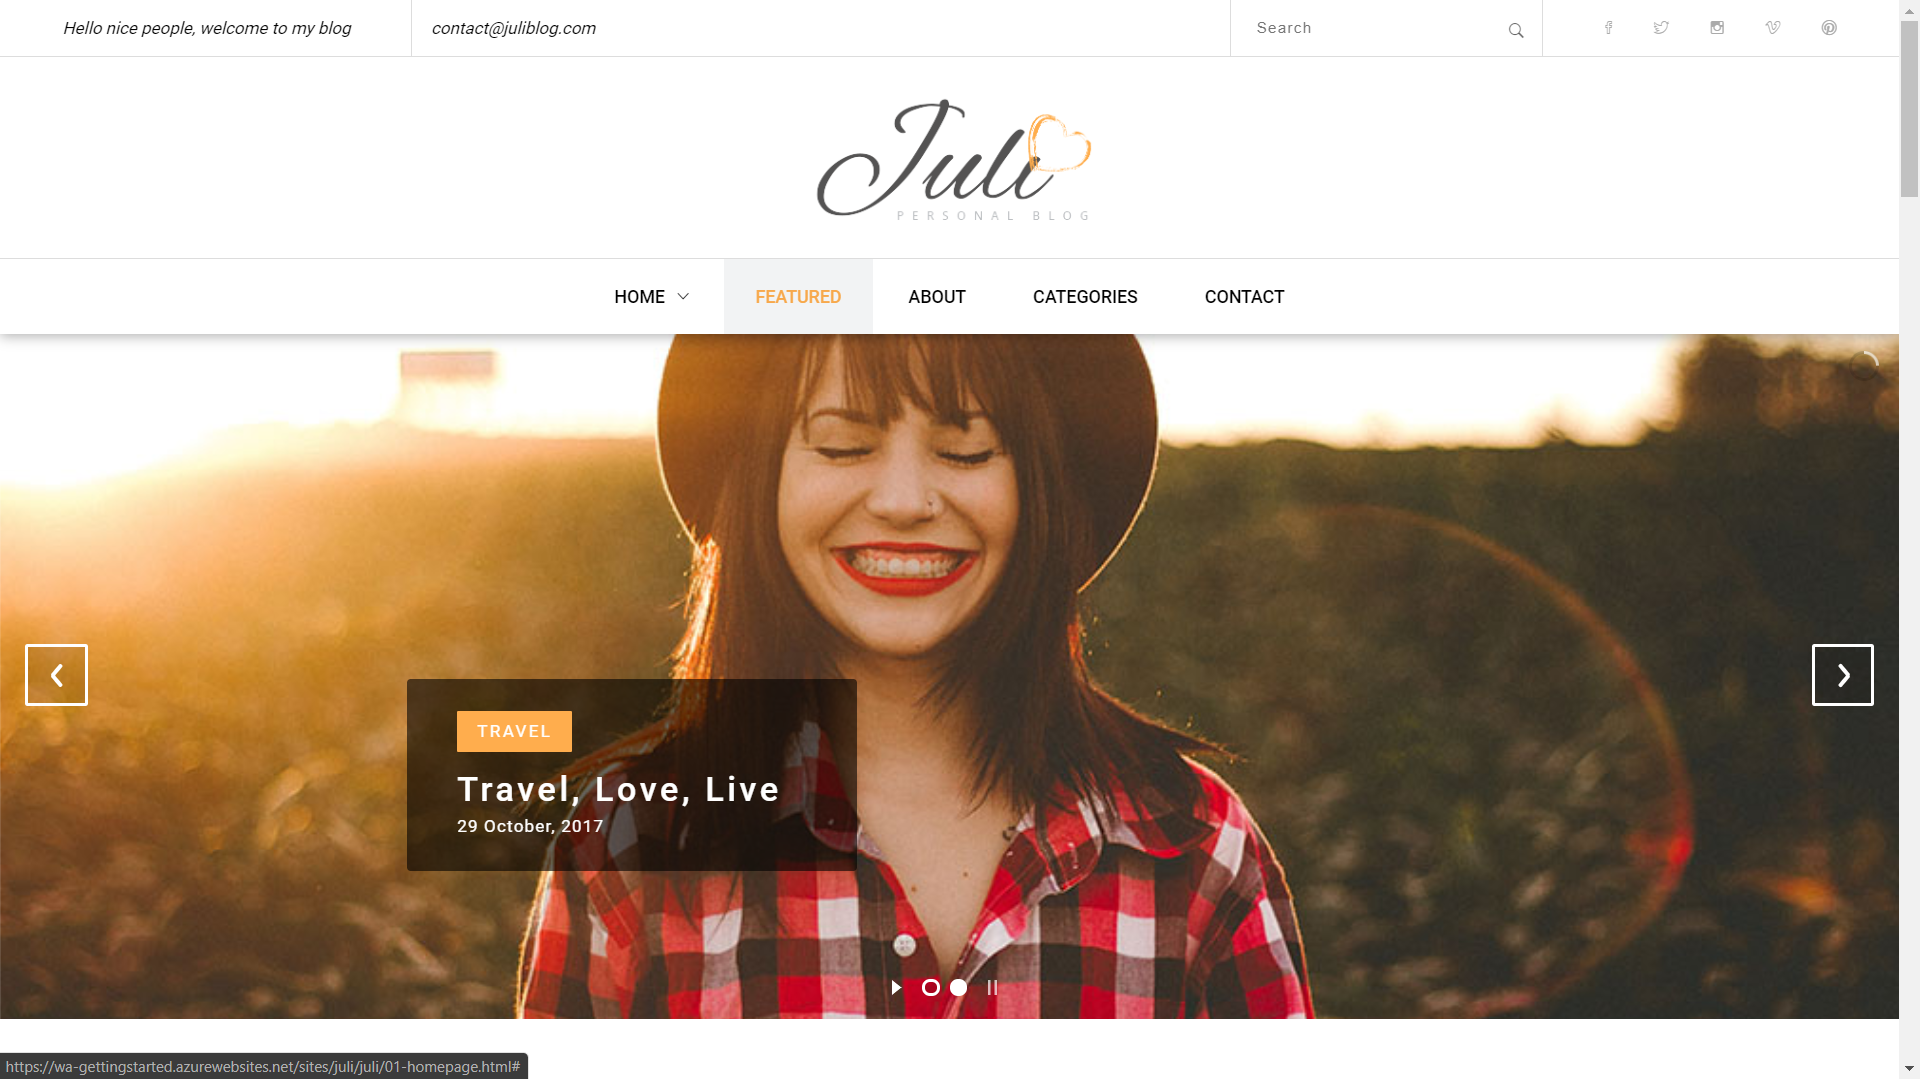 Hello nice people, welcome to my blog
contact@juliblog.com
Search
Juli
PERSONAL BLOG
HOME
FEATURED
ABOUT
CATEGORIES
CONTACT
TRAVEL
Travel, Love, Live
29 October, 2017
https://wa-gettingstarted.azurewebsites.net/sites/juli/juli/01-homepage.html#